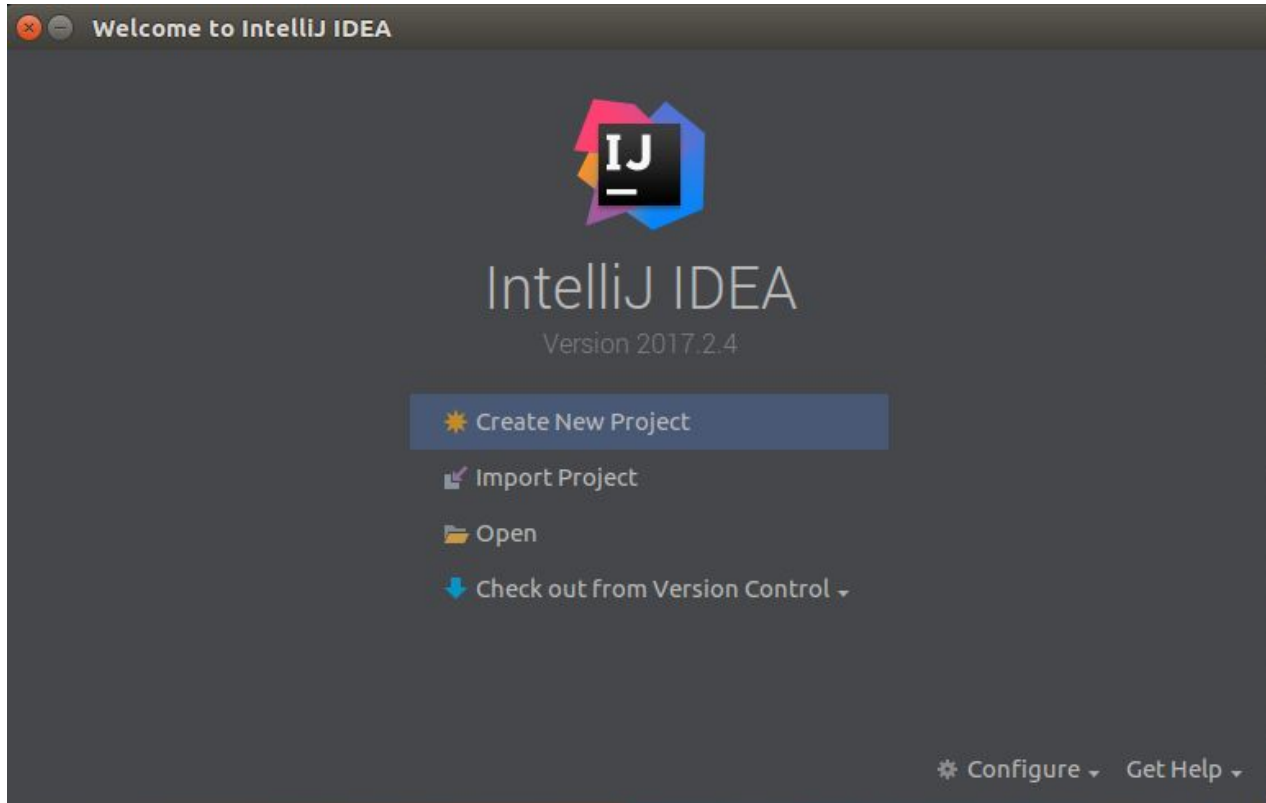 Welcome to IntelliJ IDEA
IJ
IntelliJ IDEA
Version 2017.2.4
Create New Project
Import Project
Open
Check out from Version Control
Configure Get Help